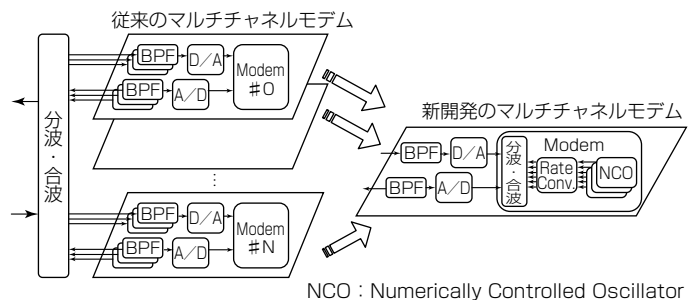 従来のマルチチャネルモデム
BPF
D/A
Modem
♯0
BPF
A/D
分波・合波
⋮
BPF
D/A
Modem
♯N
BPF
A/D
新開発のマルチチャネルモデム
BPF
D/A
分波・合波
Modem
Rate
Conv.
NCO
BPF
A/D
NCO：Numerically Controlled Oscillator